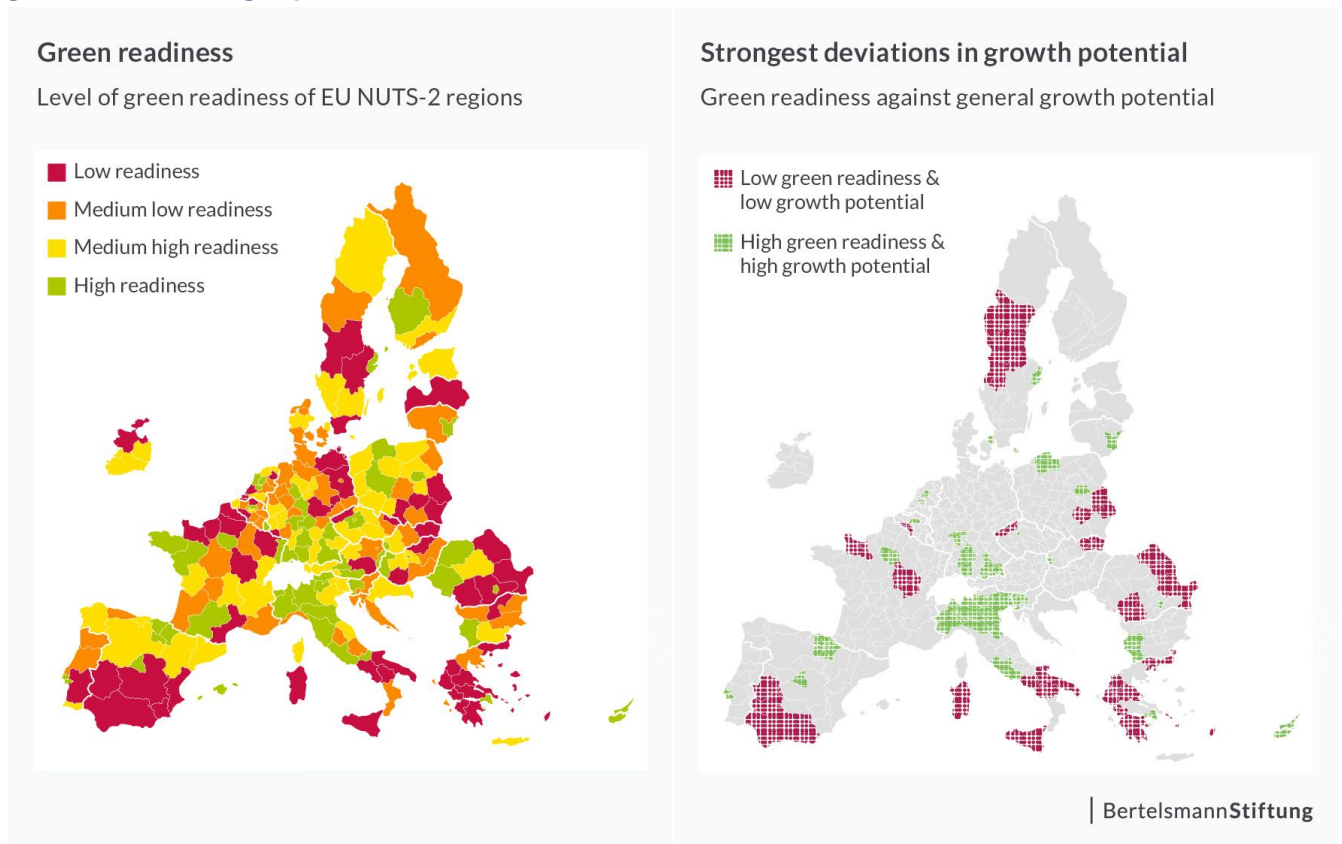 Green readiness
Level of green readiness of EU NUTS-2 regions
Low readiness
Medium low readiness
Medium high readiness
High readiness
Strongest deviations in growth potential
Green readiness against general growth potential
Low green readiness &
low growth potential
High green readiness &
high growth potential
BertelsmannStiftung